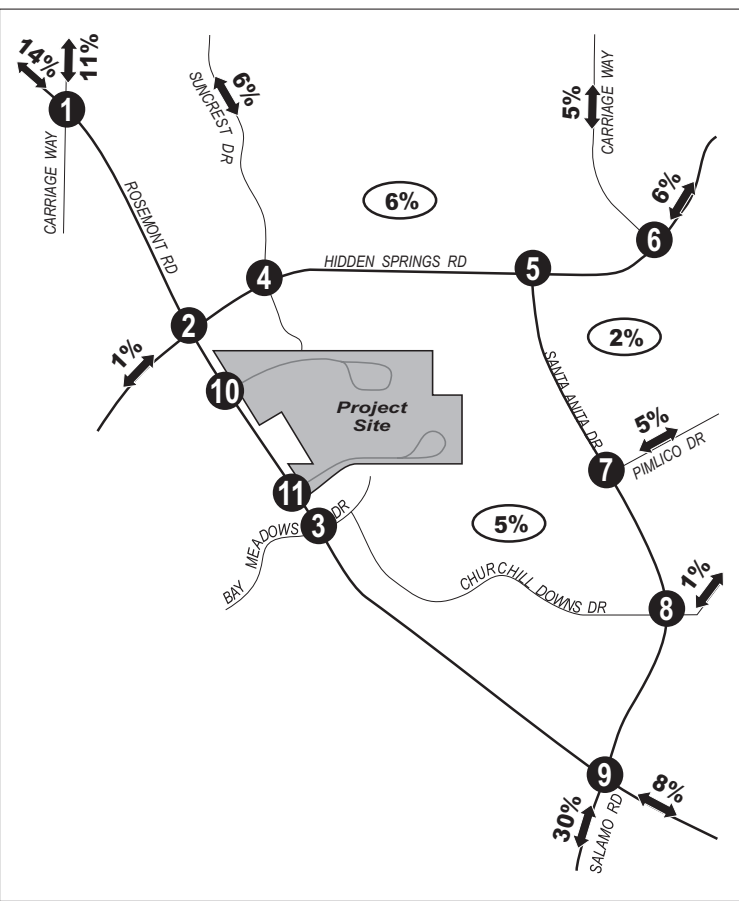 14%
11%
1
CARRIAGE WAY
SUNCREST DR
6%
5%
CARRIAGE WAY
6%
6%
6
ROSEMONT RD
4
HIDDEN SPRINGS RD
5
2
1%
2%
10
Project
Site
SANTA ANITA DR
5%
PIMLICO DR
7
11
3
BAY MEADOWS DR
5%
CHURCHILL DOWNS DR
1%
8
9
8%
30%
SALAMO RD